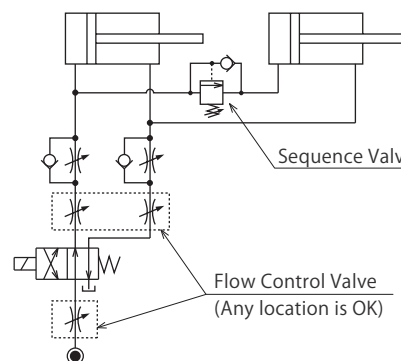 Sequence Valv
Flow Control Valve
(Any location is OK)